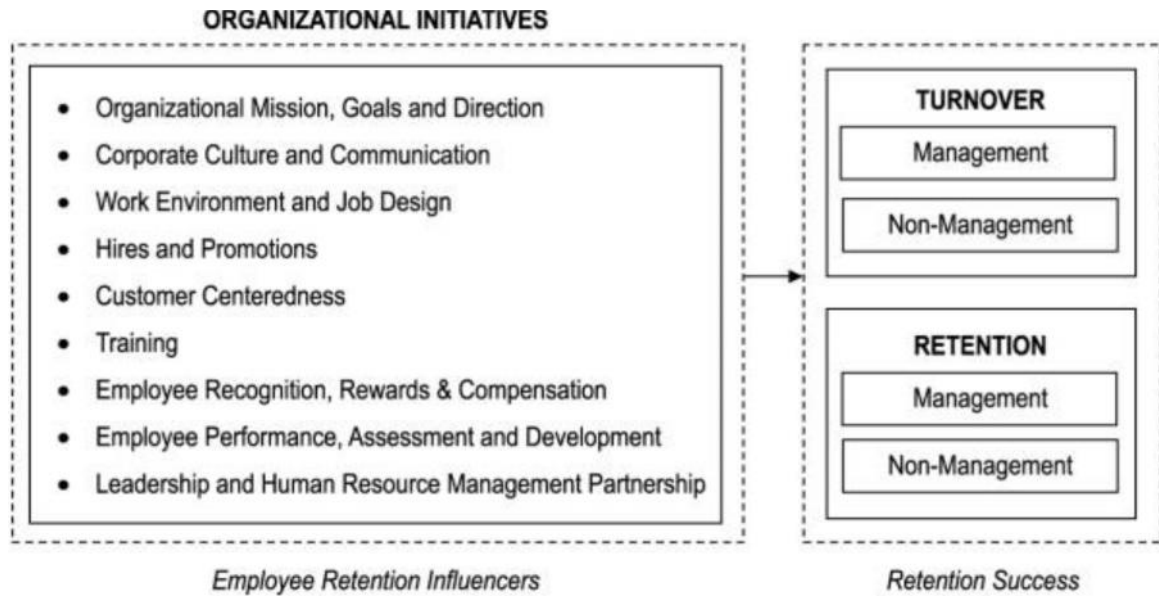 ORGANIZATIONAL INITIATIVES
• Organizational Mission, Goals and Direction
• Corporate Culture and Communication
• Work Environment and Job Design
• Hires and Promotions
• Customer Centeredness
• Training
• Employee Recognition, Rewards & Compensation
• Employee Performance, Assessment and Development
• Leadership and Human Resource Management Partnership
Employee Retention Influencers
TURNOVER
Management
Non-Management
RETENTION
Management
Non-Management
Retention Success